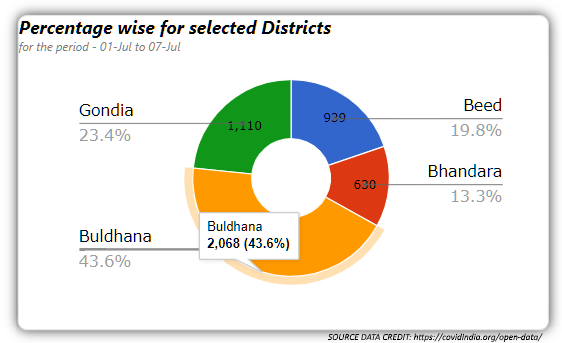 Percentage wise for selected Districts
for the period - 01-Jul to 07-Jul
Gondia
23.4%
1,110
939
Beed
19.8%
Bhandara
13.3%
630
Buldhana
43.6%
Buldhana
2,068 (43.6%)
SOURCE DATA CREDIT: https://covidindia.org/open-data/